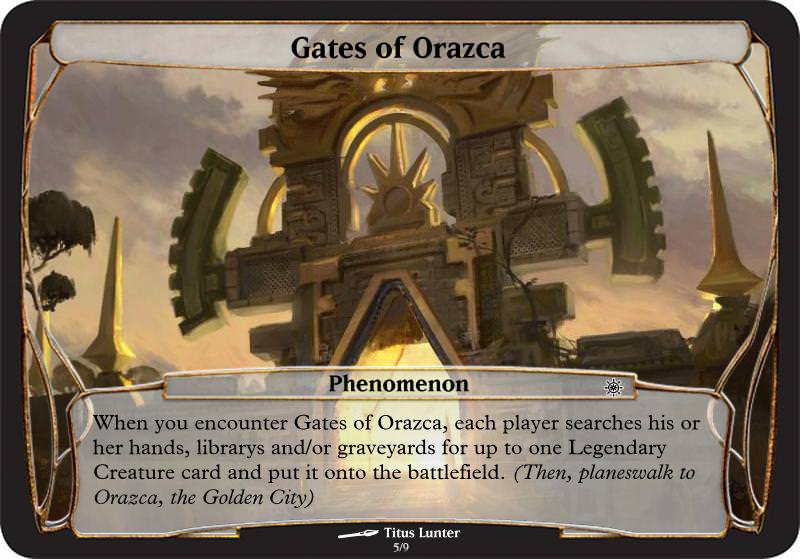 Gates of Orazca
Phenomenon
When you encounter Gates of Orazca, each player searches his or
her hands, librarys and/or graveyards for up to one Legendary
Creature card and put it onto the battlefield. (Then, planeswalk to
Orazca, the Golden City)
Titus Lunter
5/9